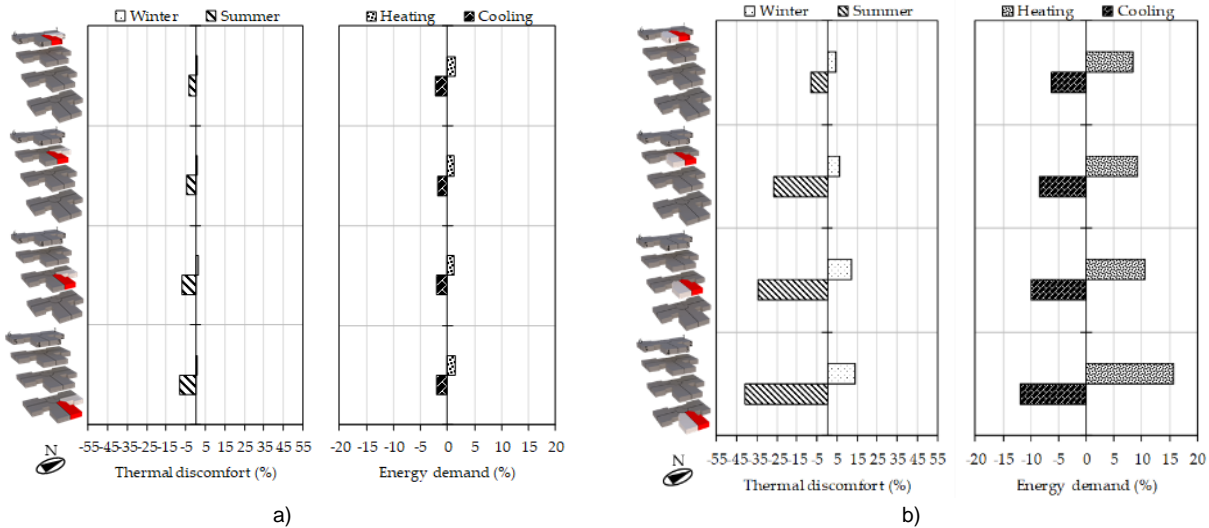 Winter Summer
Heating Cooling
-55-45-35-25-15-5 5 15 25 35 45 55
Thermal discomfort (%)
-20 -15 -10 -5 0 5 10 15 20
Energy demand (%)
N
a)
Winter Summer
Heating Cooling
-55-45-35-25-15-5 5 15 25 35 45 55
Thermal discomfort (%)
-20 -15 -10 -5 0 5 10 15 20
Energy demand (%)
N
b)